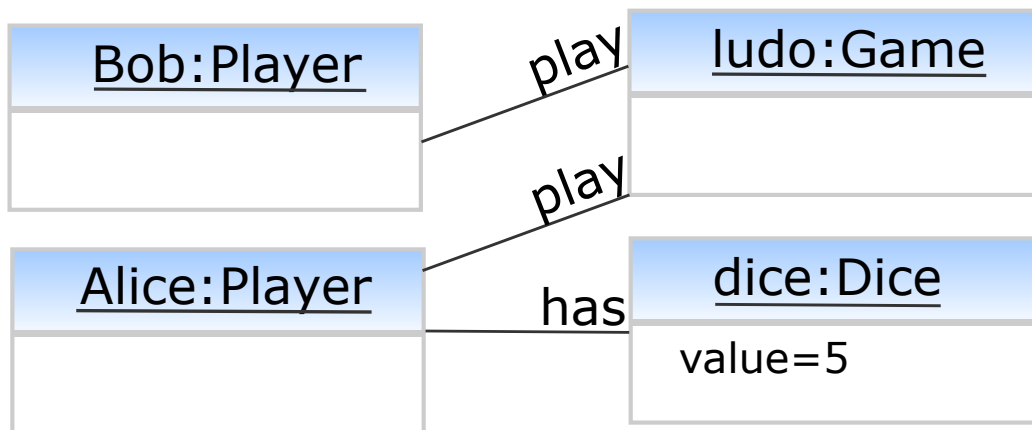 Bob:Player
play
ludo:Game
play
Alice:Player
has
dice:Dice
value=5